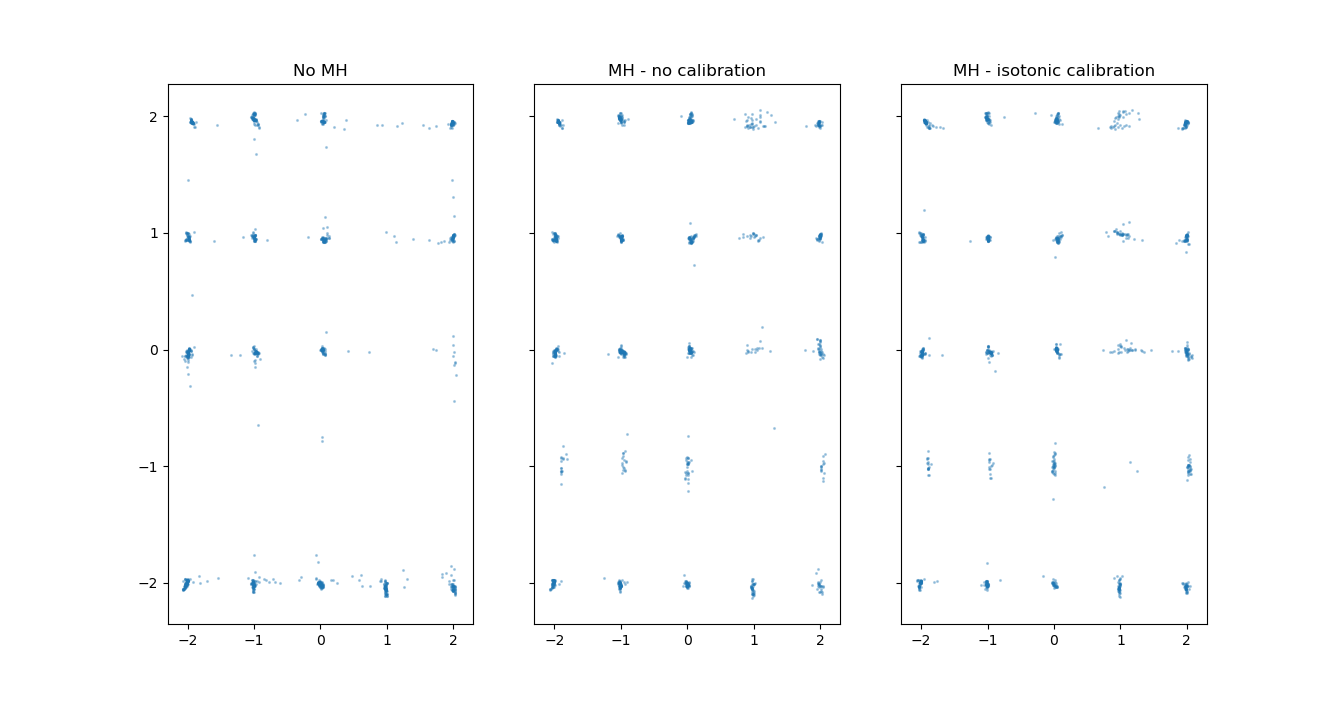 No MH
MH - no calibration
MH - isotonic calibration
2
1
0
−1
−2
−2 −1 0 1 2
−2 −1 0 1 2
−2 −1 0 1 2